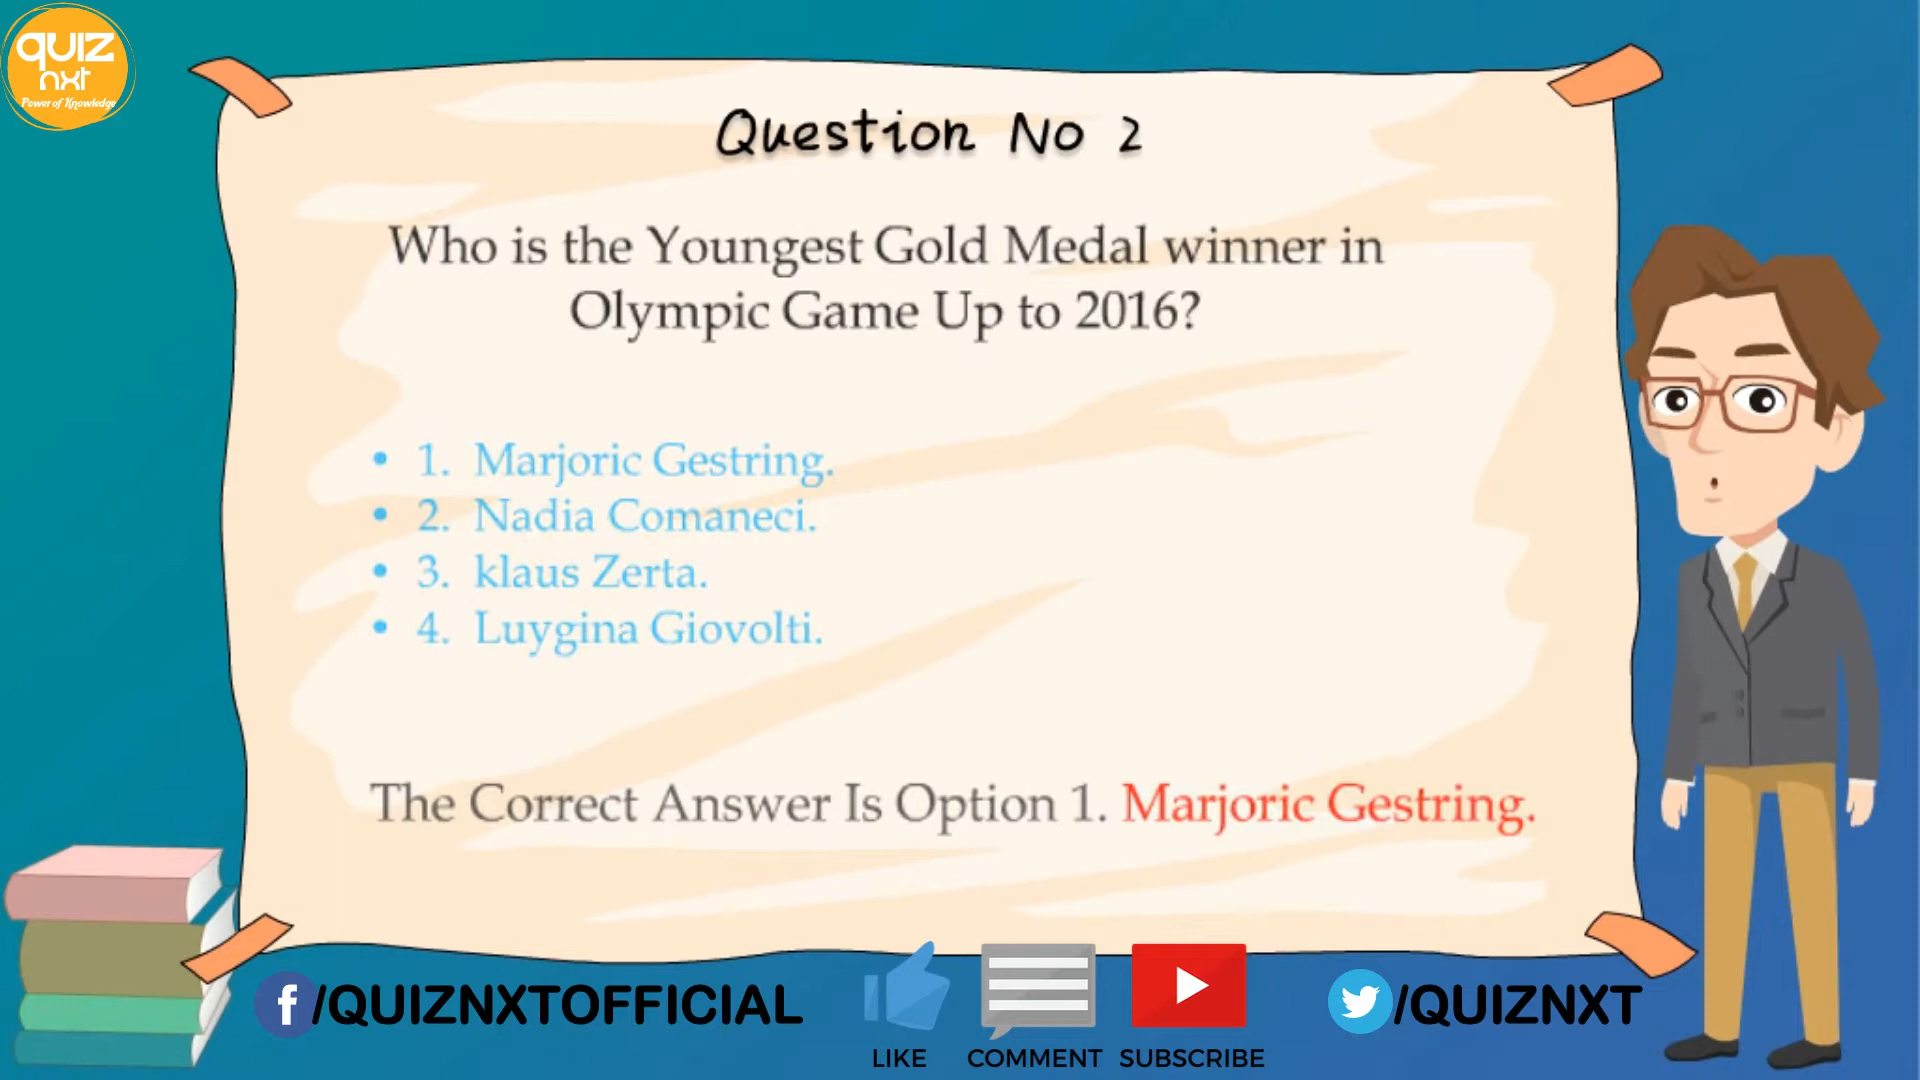 QUIZ
nxt
Power of Knowledge
Question No 2
Who is the Youngest Gold Medal winner in
Olympic Game Up to 2016?
• 1. Marjoric Gestring.
• 2. Nadia Comaneci.
• 3. klaus Zerta.
• 4. Luygina Giovolti.
The Correct Answer Is Option 1. Marjoric Gestring.
f/QUIZNXTOFFICIAL
LIKE
COMMENT
SUBSCRIBE
/QUIZNXT